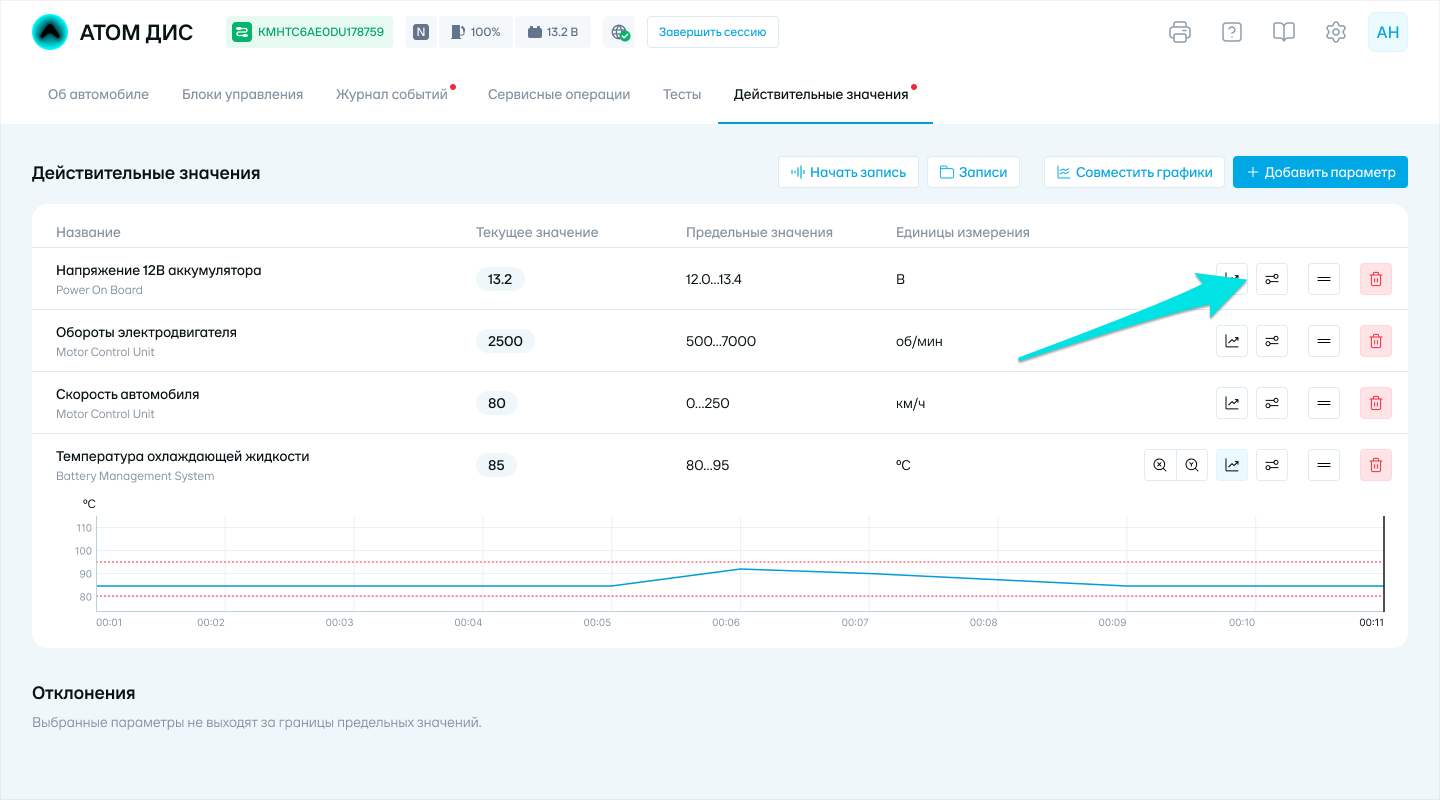 АТОМ ДИС
KMHTC6AE0DU178759
N
100%
13.2 В
Завершить сессию
АН
Об автомобиле
Блоки управления
Журнал событий
Сервисные операции
Тесты
Действительные значения
Действительные значения
Начать запись
Записи
Совместить графики
Добавить параметр
Название
Текущее значение
Предельные значения
Единицы измерения
Напряжение 12В аккумулятора
Power On Board
13.2
12.0...13.4
В
Обороты электродвигателя
Motor Control Unit
2500
500...7000
об/мин
Скорость автомобиля
Motor Control Unit
80
0...250
км/ч
Температура охлаждающей жидкости
Battery Management System
85
80...95
°C
°C
110
100
90
80
00:01
00:02
00:03
00:04
00:05
00:06
00:07
00:08
00:09
00:10
00:11
Отклонения
Выбранные параметры не выходят за границы предельных значений.